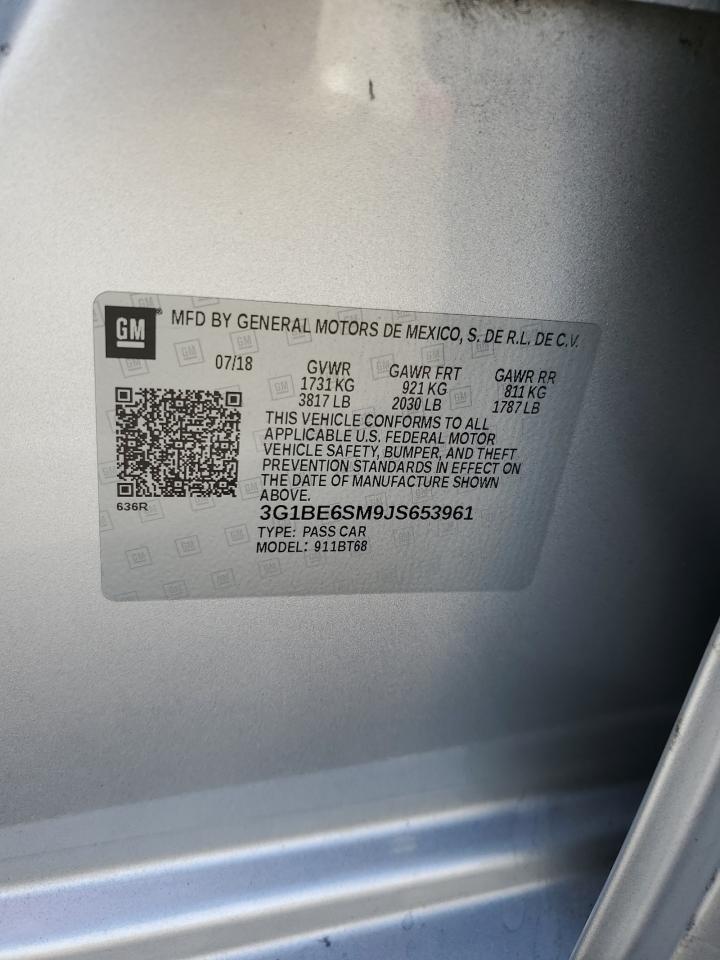 GM
MFD BY GENERAL MOTORS DE MEXICO, S. DE R.L. DE C.V.
07/18
GVWR
1731 KG
3817 LB
GAWR FRT
921 KG
2030 LB
GAWR RR
811 KG
1787 LB
THIS VEHICLE CONFORMS TO ALL
APPLICABLE U.S. FEDERAL MOTOR
VEHICLE SAFETY, BUMPER, AND THEFT
PREVENTION STANDARDS IN EFFECT ON
THE DATE OF MANUFACTURE SHOWN
ABOVE.
636R
3G1BE6SM9JS653961
TYPE: PASS CAR
MODEL: 911BT68